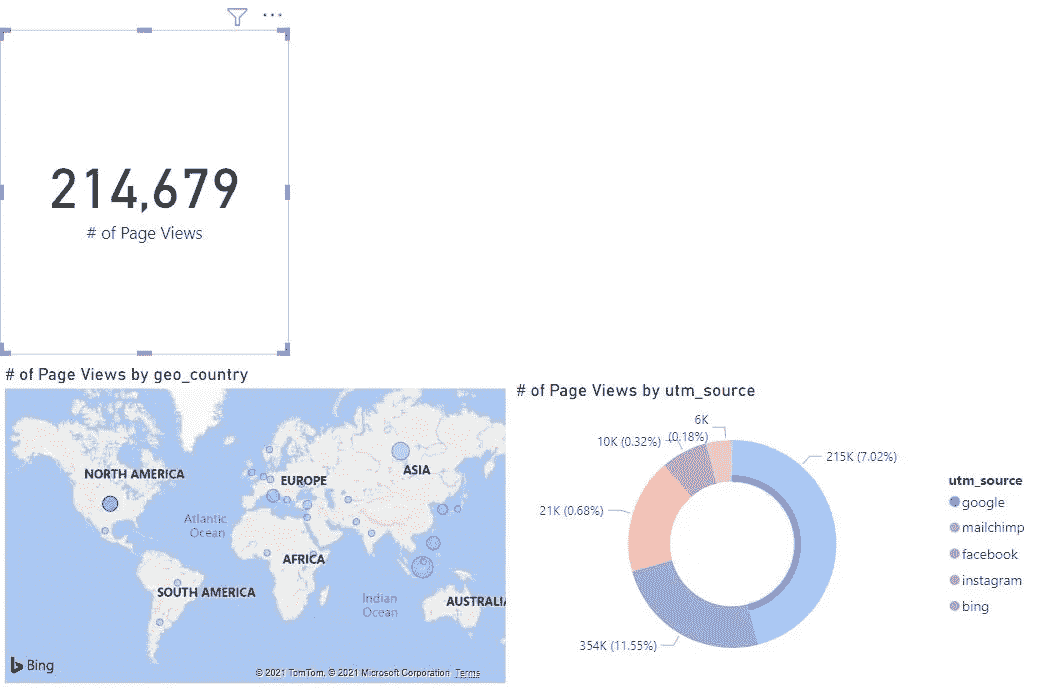 214,679
# of Page Views
# of Page Views by geo_country
NORTH AMERICA
EUROPE
ASIA
Atlantic
Ocean
AFRICA
SOUTH AMERICA
Indian
Ocean
AUSTRALIA
Bing
© 2021 TomTom, © 2021 Microsoft Corporation Terms
# of Page Views by utm_source
6K
(0.18%)
10K (0.32%)
215K (7.02%)
21K (0.68%)
354K (11.55%)
utm_source
google
mailchimp
facebook
instagram
bing